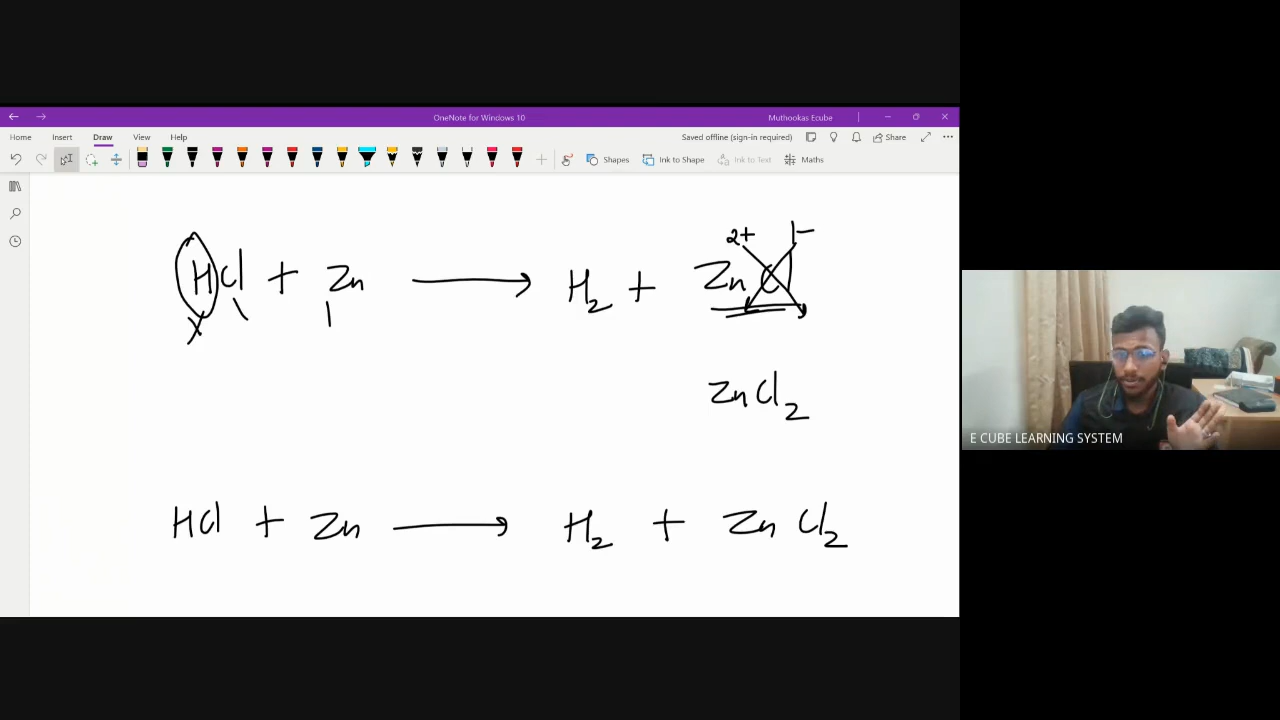 OneNote for Windows 10
Muthookas Ecube
Home Insert Draw View Help
Saved offline (sign-in required)
Share
Shapes
Ink to Shape
Ink to Text
Maths
2+ 1-
HCl + Zn ⟶ H₂ + ZnCl
X
ZnCl₂
HCl + Zn ⟶ H₂ + ZnCl₂
E CUBE LEARNING SYSTEM